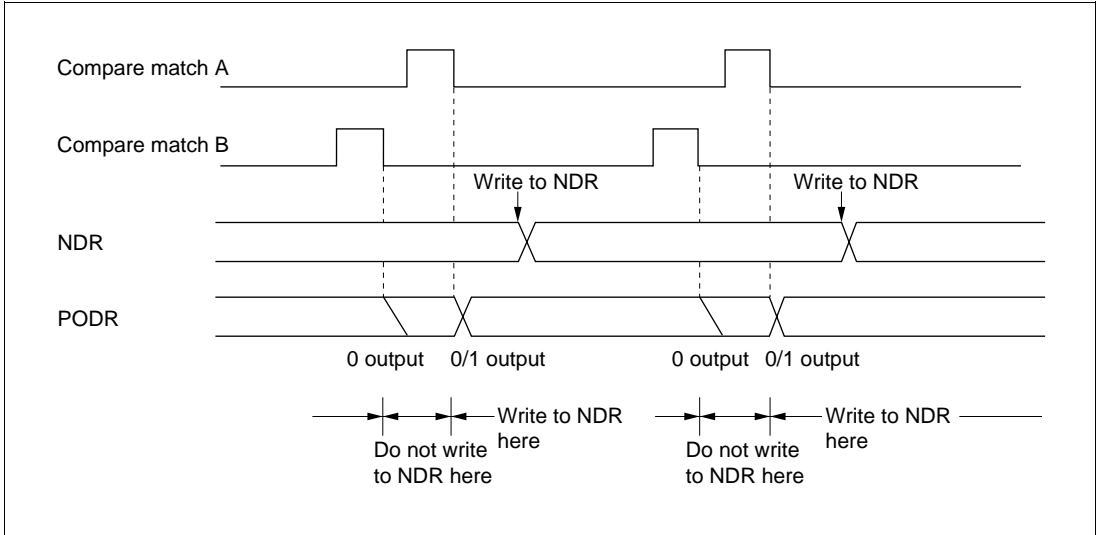 Compare match A
Compare match B
Write to NDR Write to NDR
NDR
PODR
0 output 0/1 output 0 output 0/1 output
Write to NDR
here
Do not write
to NDR here
Write to NDR
here
Do not write
to NDR here